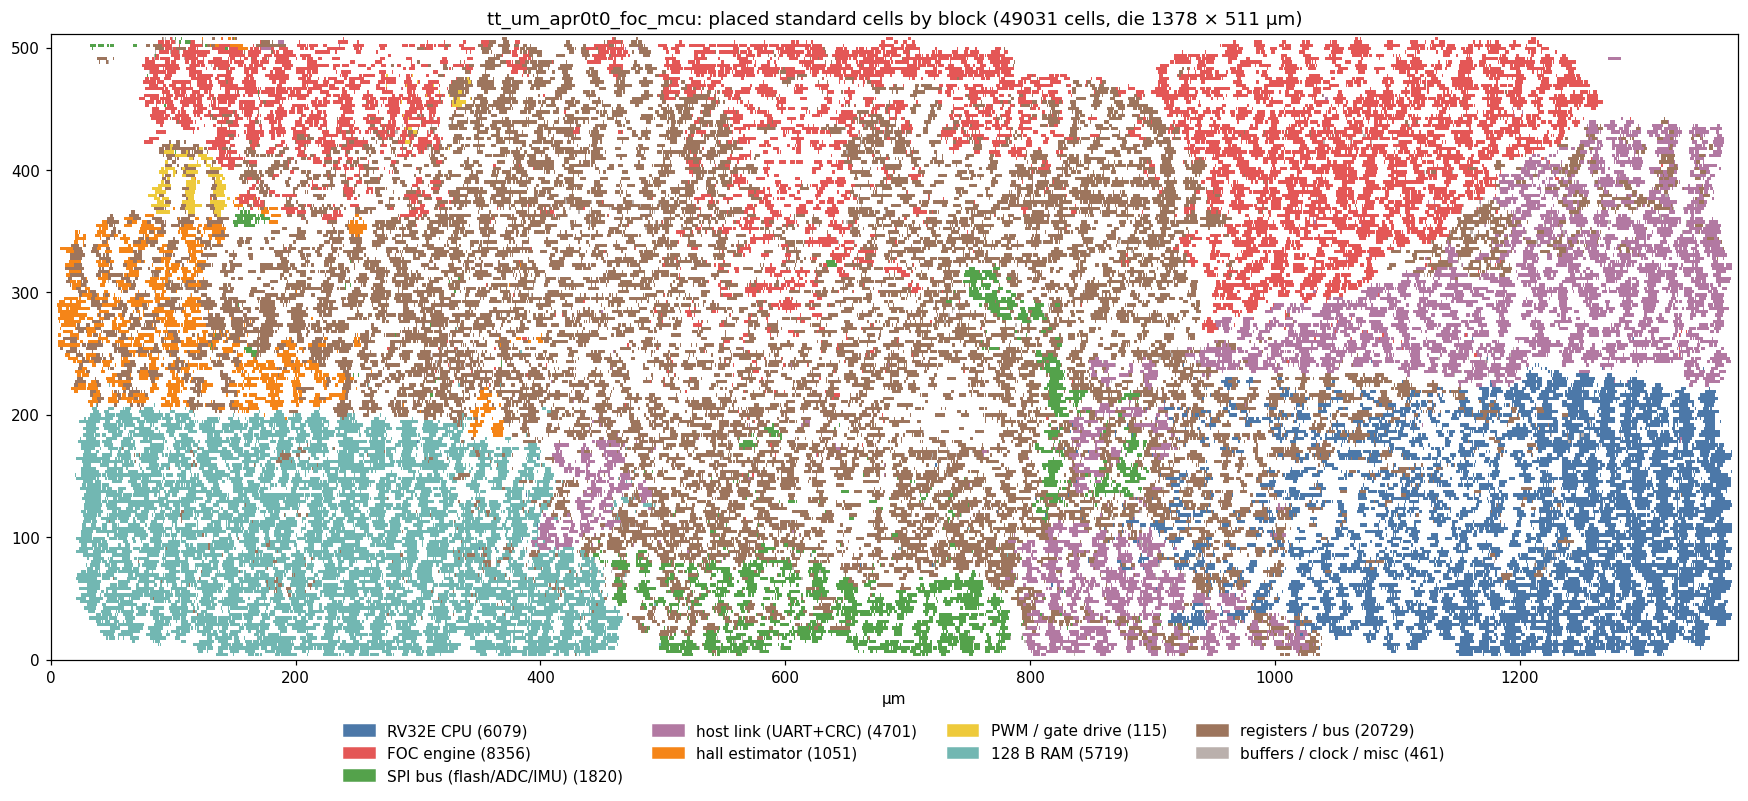 tt_um_apr0t0_foc_mcu: placed standard cells by block (49031 cells, die 1378 × 511 µm)
500
400
300
200
100
0
0 200 400 600 800 1000 1200
µm
RV32E CPU (6079) host link (UART+CRC) (4701) PWM / gate drive (115) registers / bus (20729)
FOC engine (8356) hall estimator (1051) 128 B RAM (5719) buffers / clock / misc (461)
SPI bus (flash/ADC/IMU) (1820)